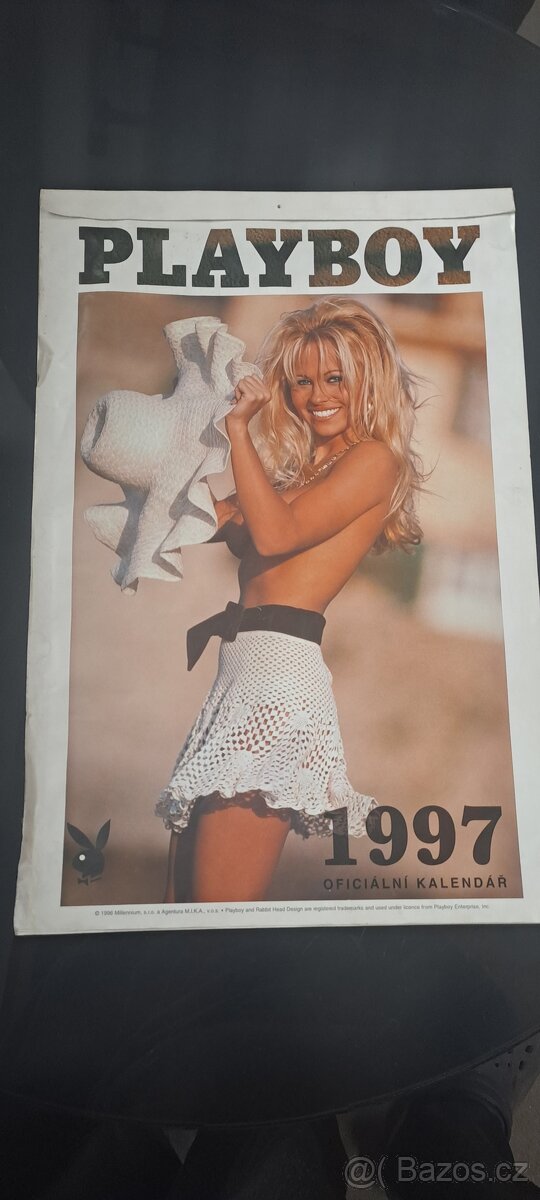 PLAYBOY
1997
OFICIÁLNÍ KALENDÁŘ
© 1996 Millennium, s.r.o. a Agentura M.I.K.A., v.o.s. • Playboy and Rabbit Head Design are registered trademarks and used under licence from Playboy Enterprise, Inc.
@( Bazos.cz